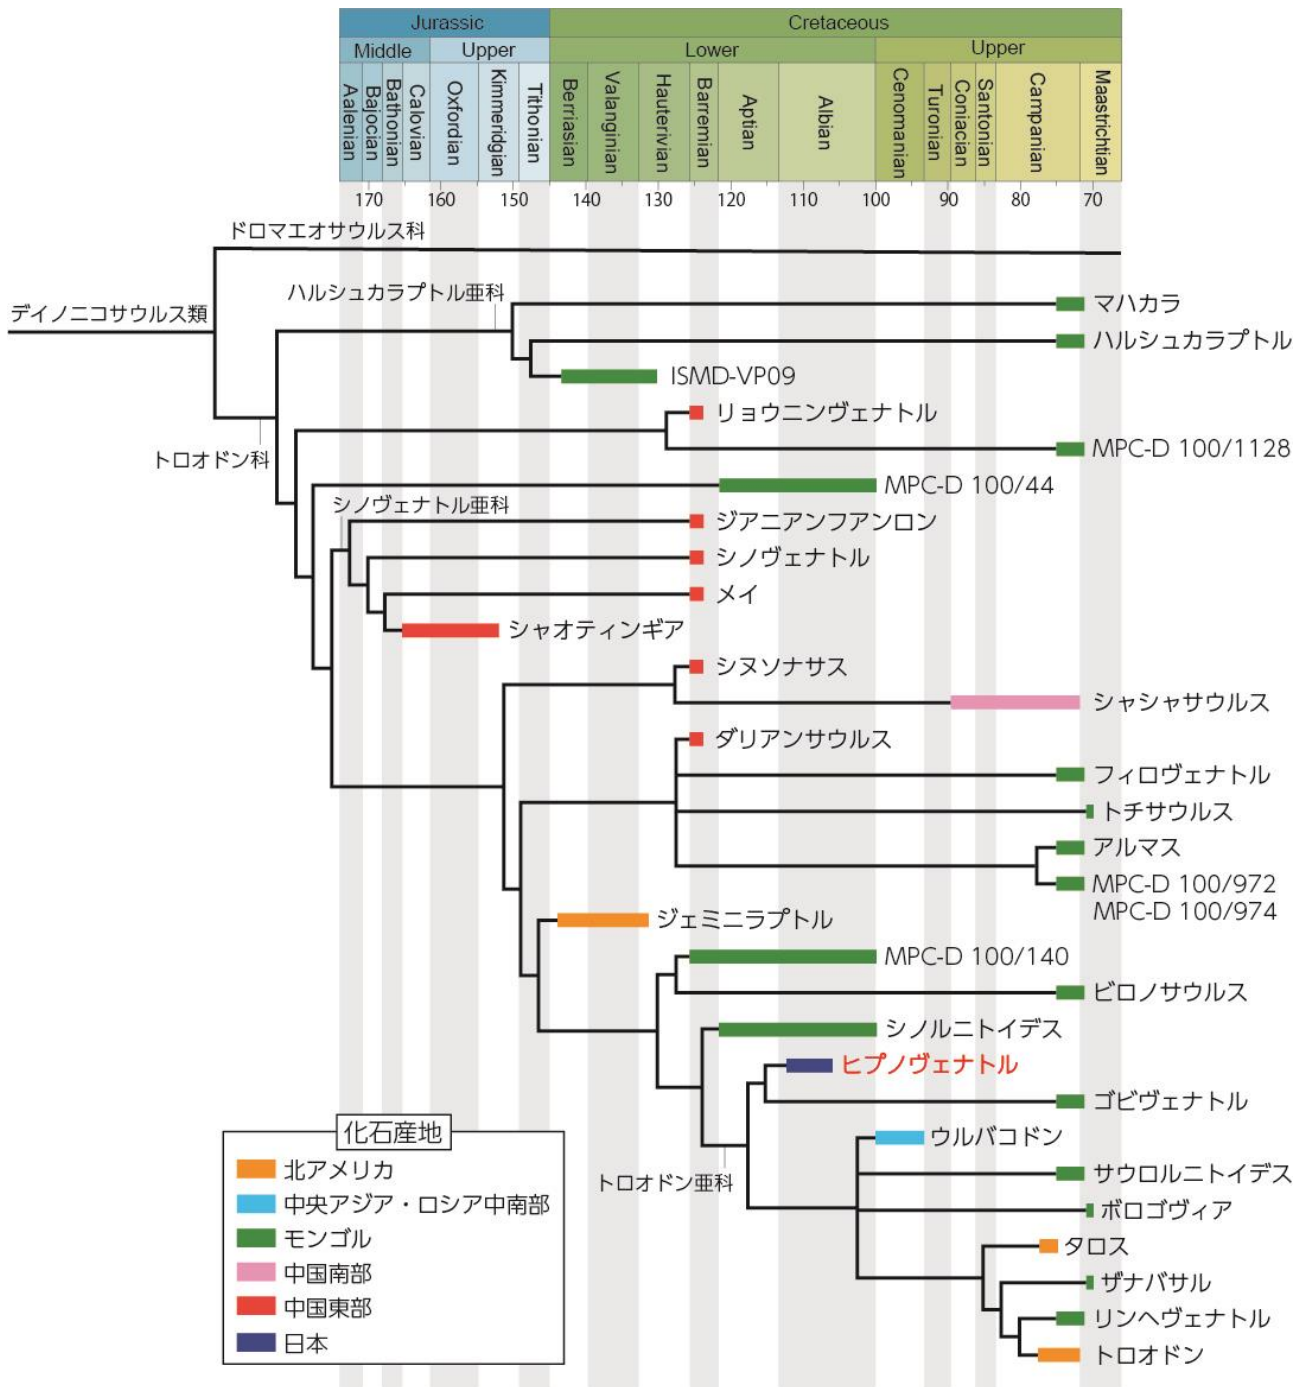 Jurassic
Cretaceous
Middle
Upper
Lower
Upper
Aalenian
Bajocian
Bathonian
Calovian
Oxfordian
Kimmeridgian
Tithonian
Berriasian
Valanginian
Hauterivian
Barremian
Aptian
Albian
Cenomanian
Turonian
Coniacian
Santonian
Campanian
Maastrichtian
170 160 150 140 130 120 110 100 90 80 70
ドロマエオサウルス科
デイノニコサウルス類
ハルシュカラプトル亜科
マハカラ
ハルシュカラプトル
ISMD-VP09
リョウニンヴェナトル
MPC-D 100/1128
トロオドン科
MPC-D 100/44
シノヴェナトル亜科
ジアニアンフアンロン
シノヴェナトル
メイ
シャオティンギア
シヌソナサス
シャシャサウルス
ダリアンサウルス
フィロヴェナトル
トチサウルス
アルマス
MPC-D 100/972
MPC-D 100/974
ジェミニラプトル
MPC-D 100/140
ビロノサウルス
シノルニトイデス
ヒプノヴェナトル
ゴビヴェナトル
ウルバコドン
トロオドン亜科
サウロルニトイデス
ボロゴヴィア
タロス
ザナバサル
リンヘヴェナトル
トロオドン
化石産地
北アメリカ
中央アジア・ロシア中南部
モンゴル
中国南部
中国東部
日本